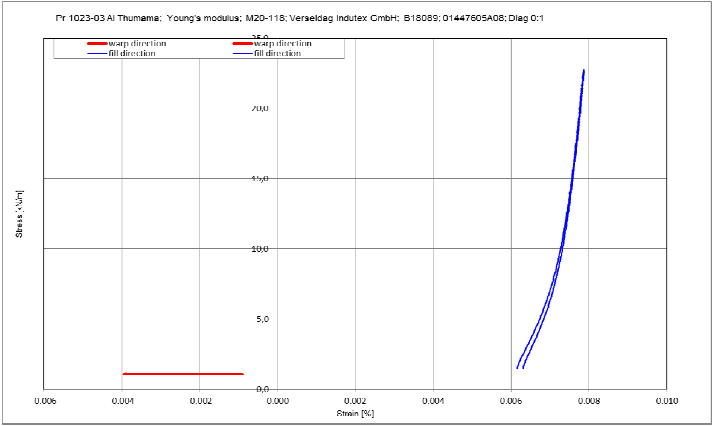 Pr 1023-03 Al Thumama; Young's modulus; M20-118; Verseidag Indutex GmbH; B18089; 01447605A08; Diag 0:1
25,0
warp direction warp direction
fill direction fill direction
20,0
15,0
Stress [kN/m]
10,0
5,0
0,0
0.006 0.004 0.002 0.000 0.002 0.004 0.006 0.008 0.010
Strain [%]